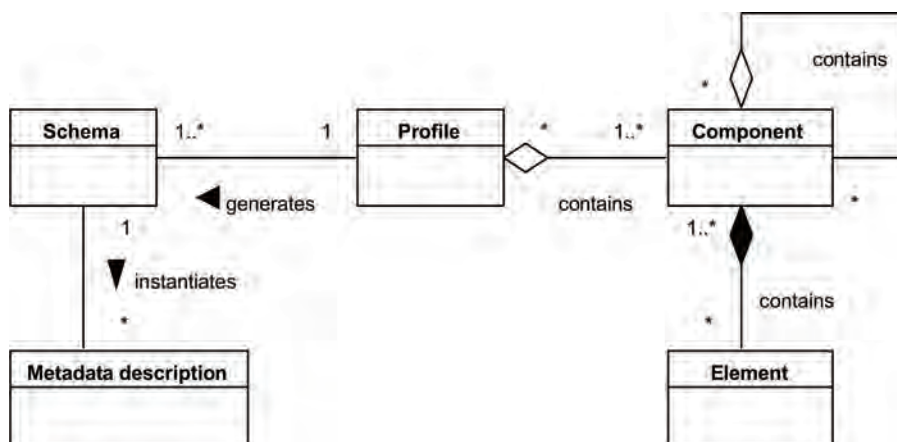 contains
*
Schema
1..*
1
Profile
*
1..*
Component
generates
contains
*
1
1..*
instantiates
contains
*
*
Metadata description
Element